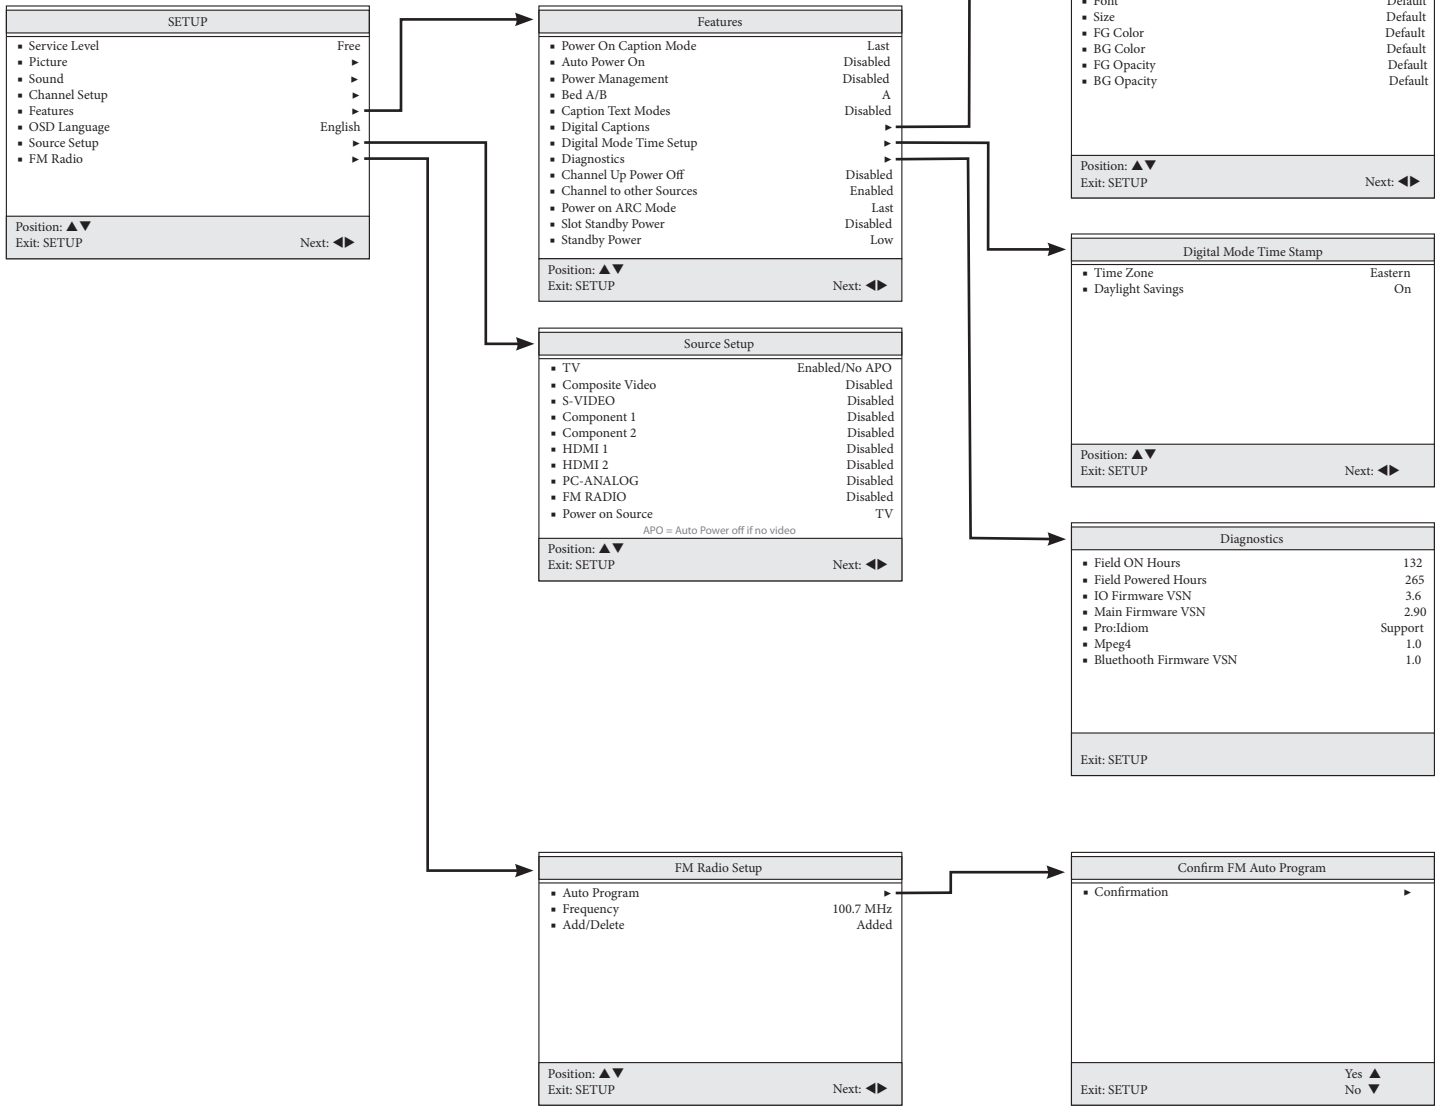 SETUP
▪ Service Level Free
▪ Picture ►
▪ Sound ►
▪ Channel Setup ►
▪ Features ►
▪ OSD Language English
▪ Source Setup ►
▪ FM Radio ►
Position: ▲▼
Exit: SETUP Next: ◀▶
Features
▪ Power On Caption Mode Last
▪ Auto Power On Disabled
▪ Power Management Disabled
▪ Bed A/B A
▪ Caption Text Modes Disabled
▪ Digital Captions ►
▪ Digital Mode Time Setup ►
▪ Diagnostics ►
▪ Channel Up Power Off Disabled
▪ Channel to other Sources Enabled
▪ Power on ARC Mode Last
▪ Slot Standby Power Disabled
▪ Standby Power Low
Position: ▲▼
Exit: SETUP Next: ◀▶
▪ Font Default
▪ Size Default
▪ FG Color Default
▪ BG Color Default
▪ FG Opacity Default
▪ BG Opacity Default
Position: ▲▼
Exit: SETUP Next: ◀▶
Digital Mode Time Stamp
▪ Time Zone Eastern
▪ Daylight Savings On
Position: ▲▼
Exit: SETUP Next: ◀▶
Source Setup
▪ TV Enabled/No APO
▪ Composite Video Disabled
▪ S-VIDEO Disabled
▪ Component 1 Disabled
▪ Component 2 Disabled
▪ HDMI 1 Disabled
▪ HDMI 2 Disabled
▪ PC-ANALOG Disabled
▪ FM RADIO Disabled
▪ Power on Source TV
APO = Auto Power off if no video
Position: ▲▼
Exit: SETUP Next: ◀▶
Diagnostics
▪ Field ON Hours 132
▪ Field Powered Hours 265
▪ IO Firmware VSN 3.6
▪ Main Firmware VSN 2.90
▪ Pro:Idiom Support
▪ Mpeg4 1.0
▪ Bluethooth Firmware VSN 1.0
Exit: SETUP
FM Radio Setup
▪ Auto Program ►
▪ Frequency 100.7 MHz
▪ Add/Delete Added
Position: ▲▼
Exit: SETUP Next: ◀▶
Confirm FM Auto Program
▪ Confirmation ►
Yes ▲
Exit: SETUP No ▼